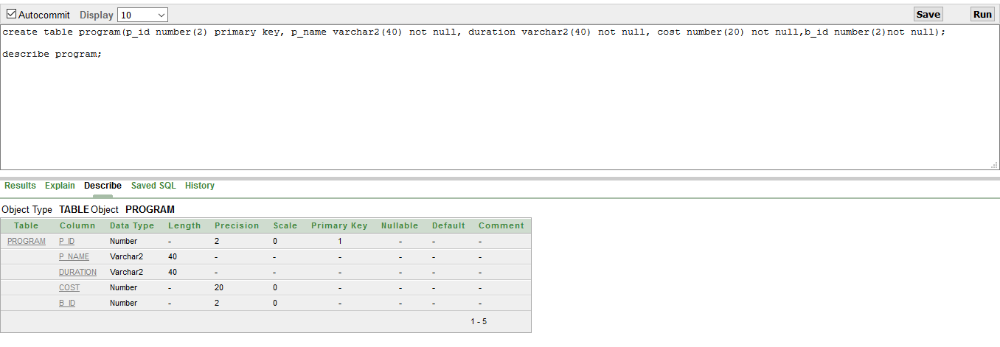 Autocommit Display 10 Save Run
create table program(p_id number(2) primary key, p_name varchar2(40) not null, duration varchar2(40) not null, cost number(20) not null,b_id number(2)not null);
describe program;
Results Explain Describe Saved SQL History
Object Type TABLE Object PROGRAM
Table Column Data Type Length Precision Scale Primary Key Nullable Default Comment
PROGRAM P_ID Number - 2 0 1 - - -
P_NAME Varchar2 40 - - - - - -
DURATION Varchar2 40 - - - - - -
COST Number - 20 0 - - - -
B_ID Number - 2 0 - - - -
1 - 5